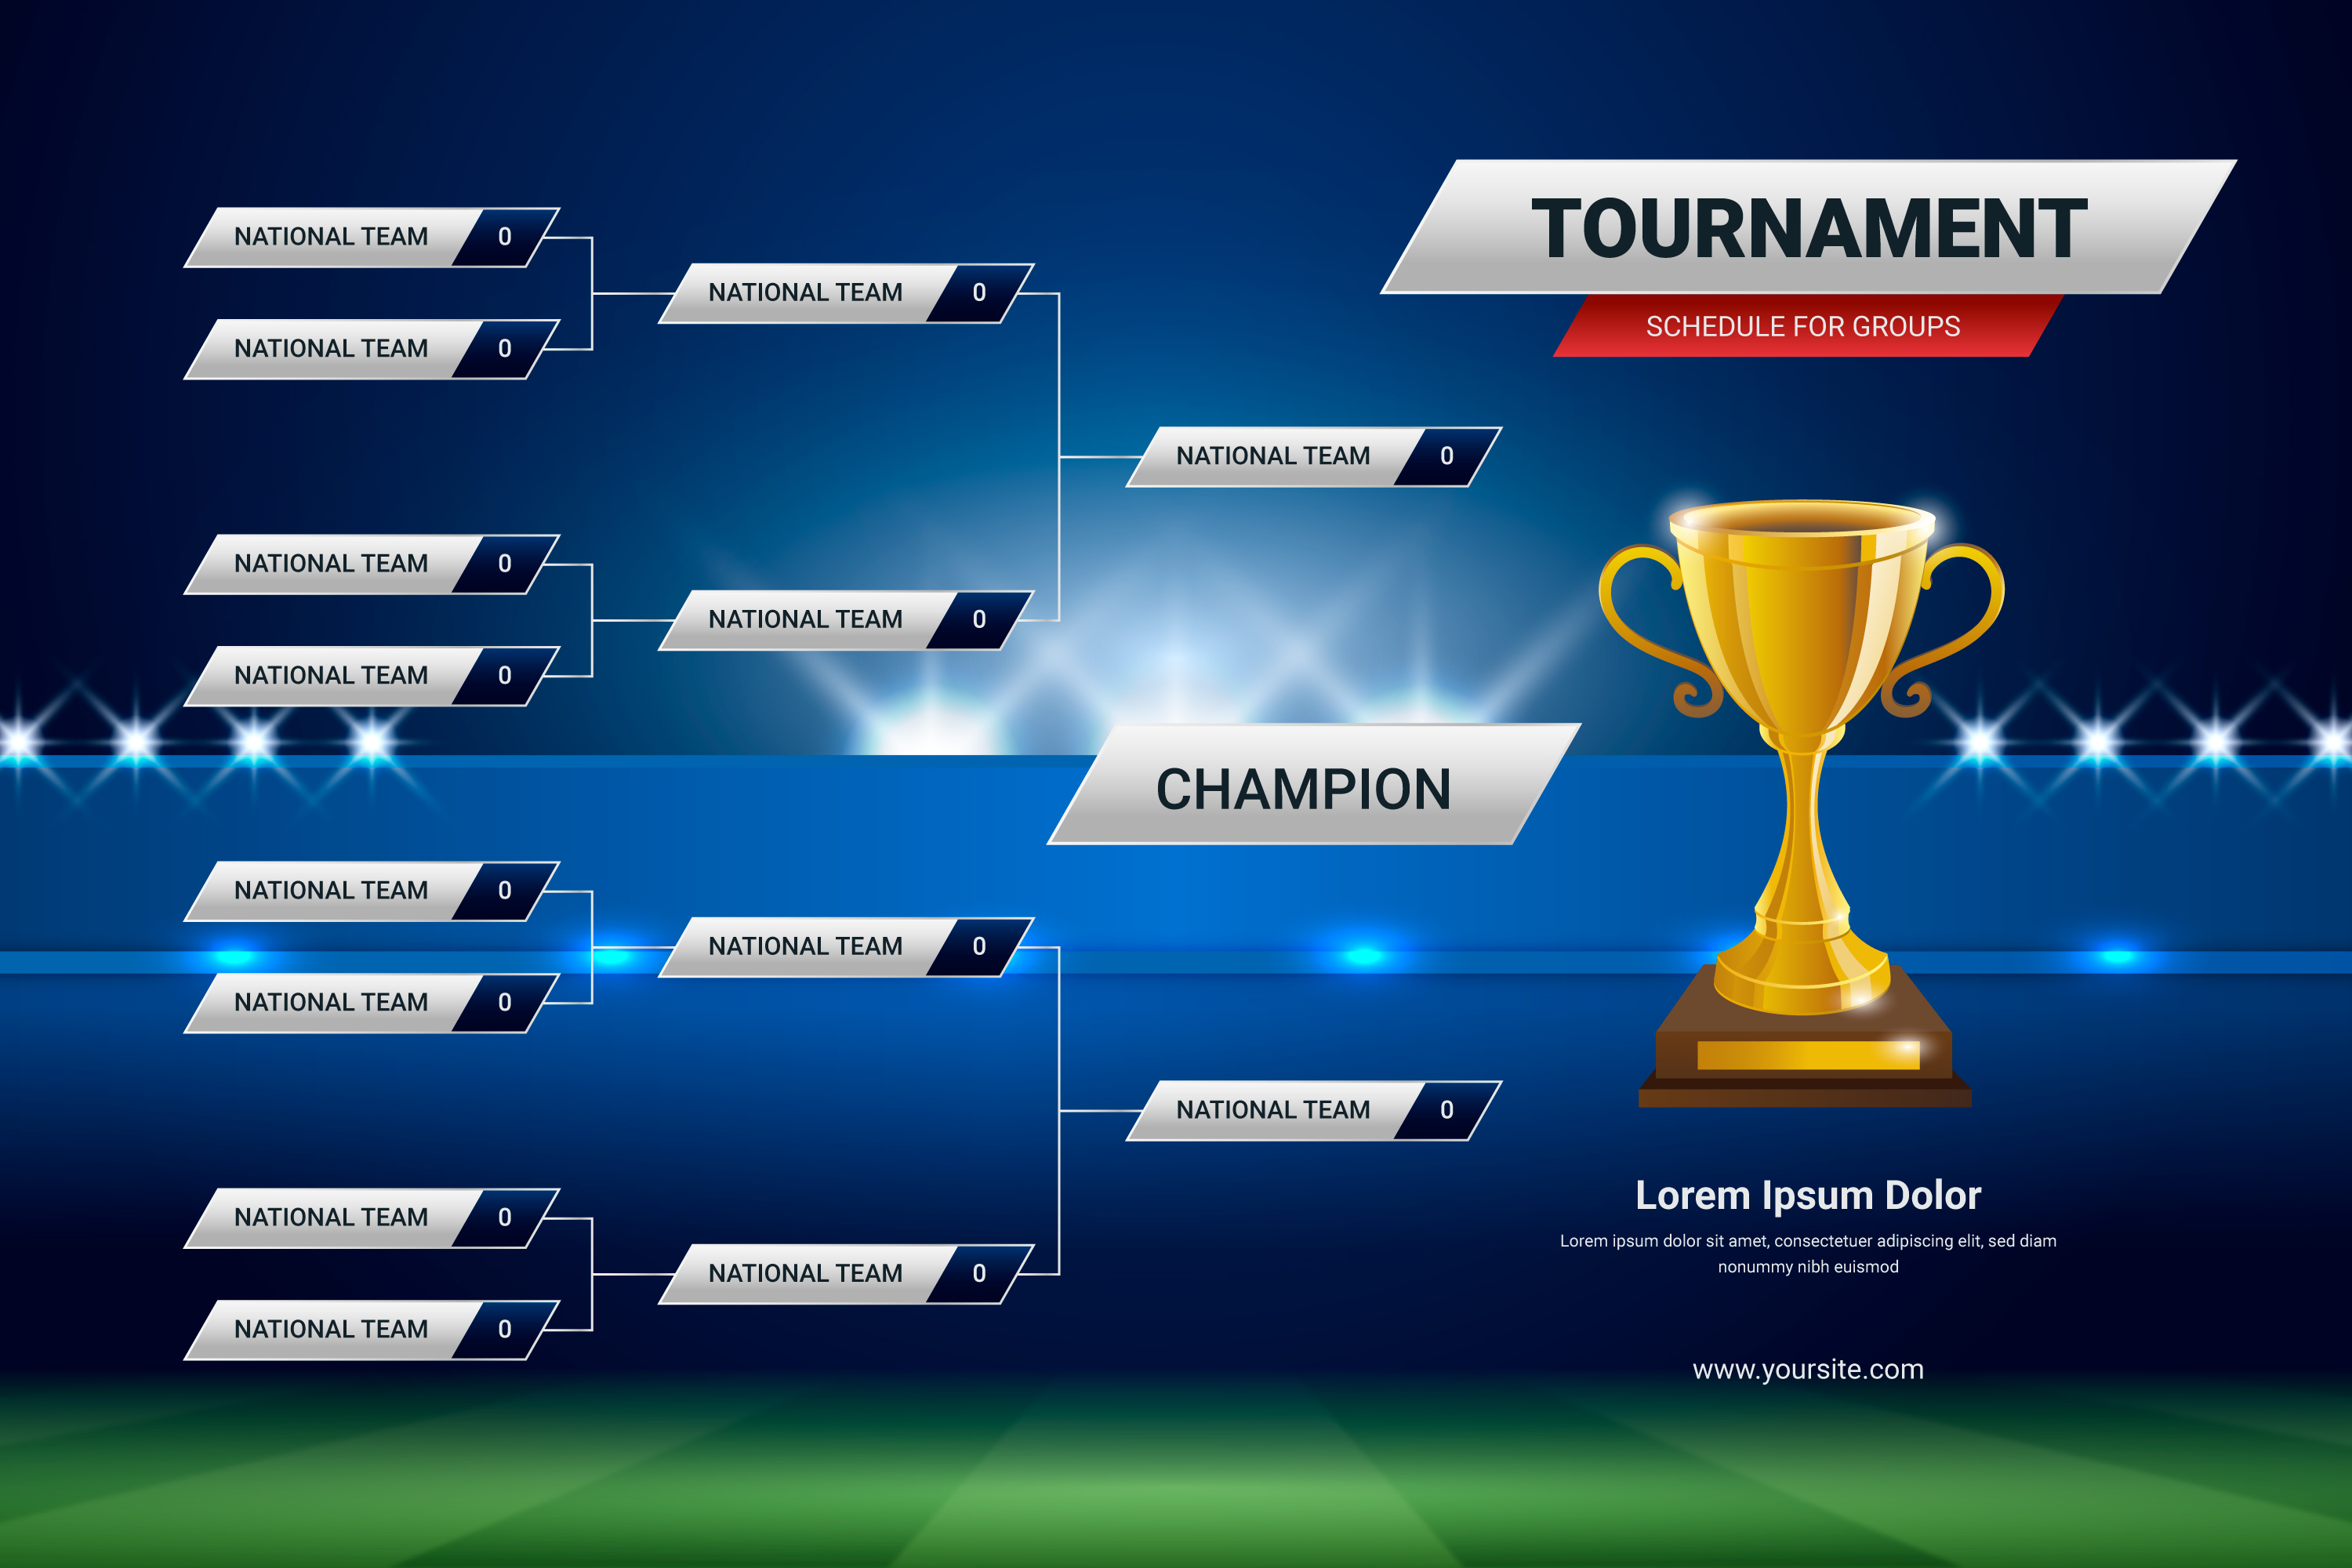 TOURNAMENT
SCHEDULE FOR GROUPS
NATIONAL TEAM 0
NATIONAL TEAM 0
NATIONAL TEAM 0
NATIONAL TEAM 0
NATIONAL TEAM 0
NATIONAL TEAM 0
NATIONAL TEAM 0
NATIONAL TEAM 0
NATIONAL TEAM 0
NATIONAL TEAM 0
NATIONAL TEAM 0
NATIONAL TEAM 0
NATIONAL TEAM 0
NATIONAL TEAM 0
CHAMPION
Lorem Ipsum Dolor
Lorem ipsum dolor sit amet, consectetuer adipiscing elit, sed diam
nonummy nibh euismod
www.yoursite.com